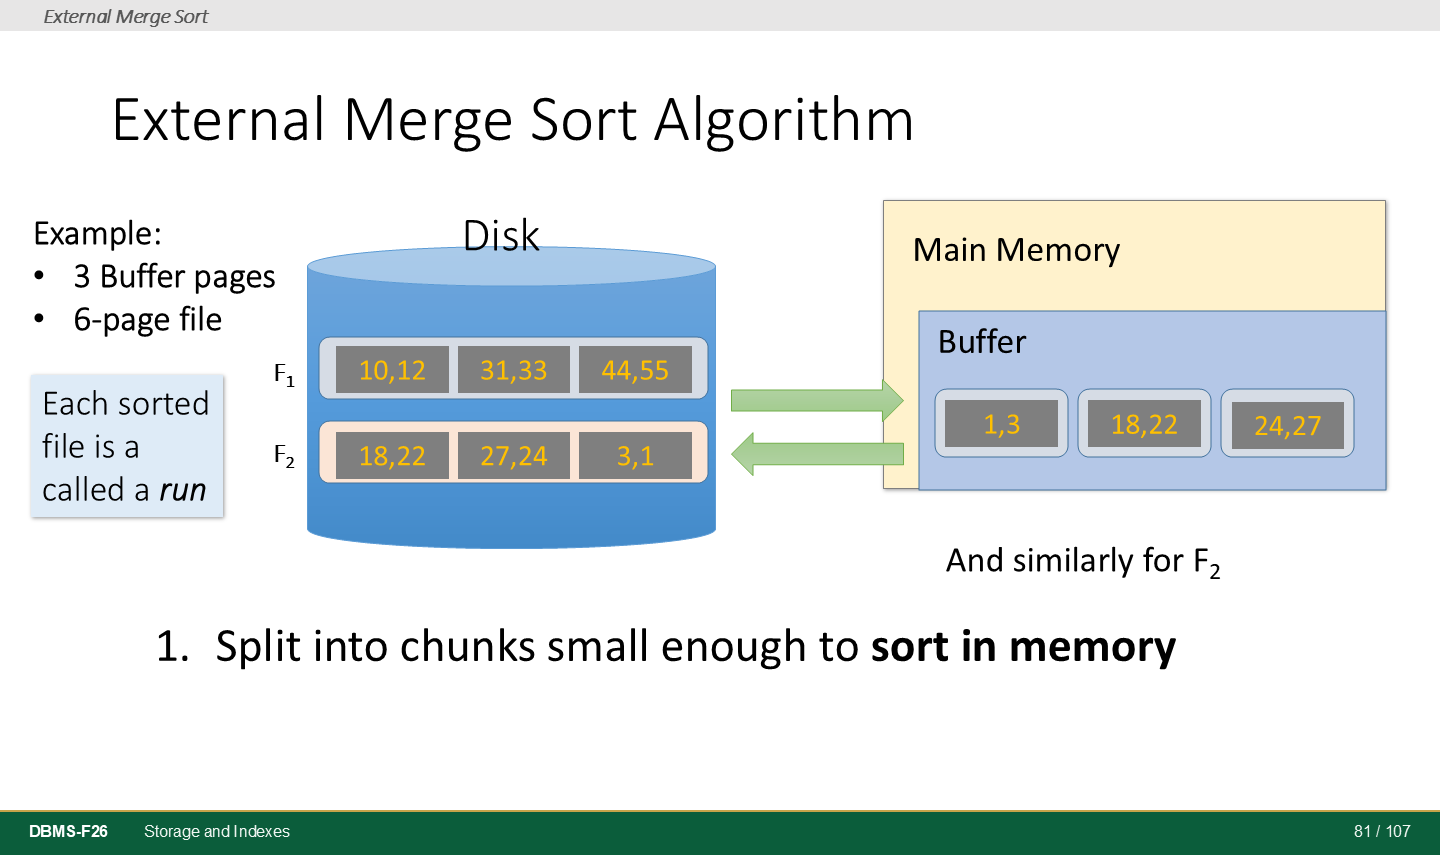 External Merge Sort
External Merge Sort Algorithm
Example:
• 3 Buffer pages
• 6-page file
Each sorted
file is a
called a run
Disk
F1
10,12 31,33 44,55
F2
18,22 27,24 3,1
Main Memory
Buffer
1,3 18,22 24,27
And similarly for F2
1. Split into chunks small enough to sort in memory
DBMS-F26 Storage and Indexes 81 / 107